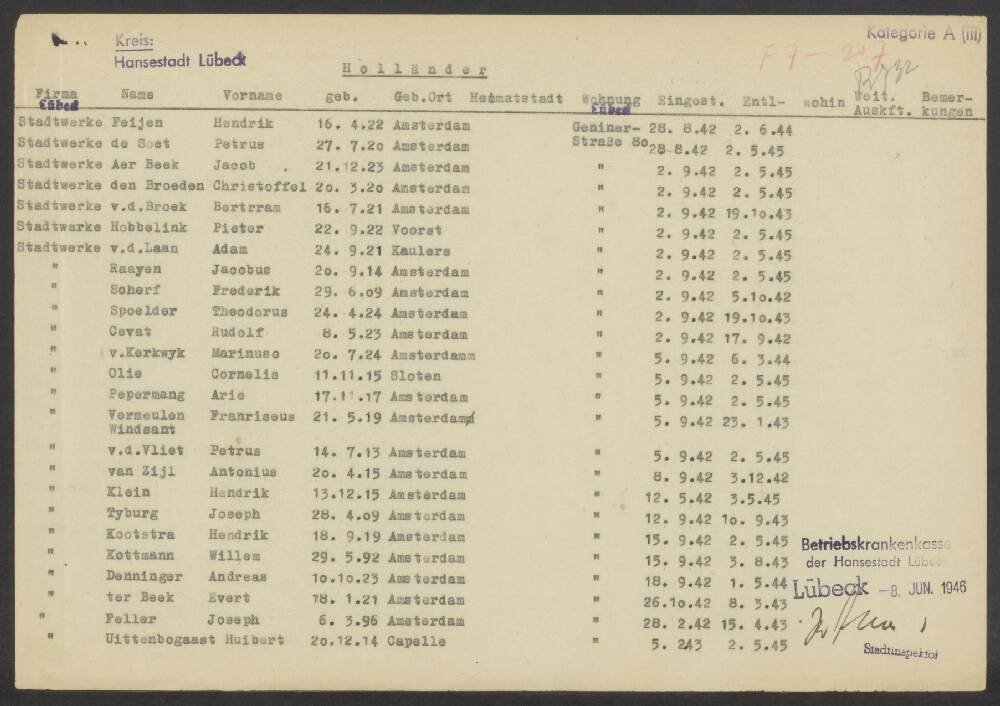 Kreis:
Hansestadt Lübeck
Kategorie A (iii)
F 7 - 207
Holländer
Firma Name Vorname geb. Geb.Ort Heimatstadt Wohnung Eingest. Entl- wohin Weit. Bemer-
Lübeck Lübeck Auskft. kungen
Stadtwerke Feijen Hendrik 16. 4.22 Amsterdam Geniner- 28. 8.42 2. 6.44
Stadtwerke de Soet Petrus 27. 7.20 Amsterdam Straße 80 28.8.42 2. 5.45
Stadtwerke Aer Beek Jacob 21.12.23 Amsterdam " 2. 9.42 2. 5.45
Stadtwerke den Broeden Christoffel 20. 3.20 Amsterdam " 2. 9.42 2. 5.45
Stadtwerke v.d.Broek Bertrram 16. 7.21 Amsterdam " 2. 9.42 19.10.43
Stadtwerke Hobbelink Pieter 22. 9.22 Voorst " 2. 9.42 2. 5.45
Stadtwerke v.d.Laan Adam 24. 9.21 Kaulers " 2. 9.42 2. 5.45
" Raayen Jacobus 20. 9.14 Amsterdam " 2. 9.42 2. 5.45
" Scherf Frederik 29. 6.09 Amsterdam " 2. 9.42 5.10.42
" Spoelder Theodorus 24. 4.24 Amsterdam " 2. 9.42 19.10.43
" Cevat Rudolf 8. 5.23 Amsterdam " 2. 9.42 17. 9.42
" v.Kerkwyk Marinuso 20. 7.24 Amsterdamm " 5. 9.42 6. 3.44
" Olie Cornelis 11.11.15 Sloten " 5. 9.42 2. 5.45
" Pepermang Arie 17.11.17 Amsterdam " 5. 9.42 2. 5.45
" Vermeulen Franriseus 21. 5.19 Amsterdam " 5. 9.42 23. 1.43
Windsant
" v.d.Vliet Petrus 14. 7.13 Amsterdam " 5. 9.42 2. 5.45
" van Zijl Antonius 20. 4.15 Amsterdam " 8. 9.42 3.12.42
" Klein Hendrik 13.12.15 Amsterdam " 12. 5.42 3.5.45
" Tyburg Joseph 28. 4.09 Amsterdam " 12. 9.42 10. 9.43
" Kootstra Hendrik 18. 9.19 Amsterdam " 15. 9.42 2. 5.45
" Kottmann Willem 29. 5.92 Amsterdam " 15. 9.42 3. 8.43
" Denninger Andreas 10.10.23 Amsterdam " 18. 9.42 1. 5.44
" ter Beek Evert 18. 1.21 Amsterdam " 26.10.42 8. 3.43
" Feller Joseph 6. 3.96 Amsterdam " 28. 2.42 15. 4.43
" Uittenbogaast Huibert 20.12.14 Capelle " 5. 243 2. 5.45
Betriebskrankenkasse
der Hansestadt Lübeck
Lübeck -8. JUN. 1946
Stadtinspektor